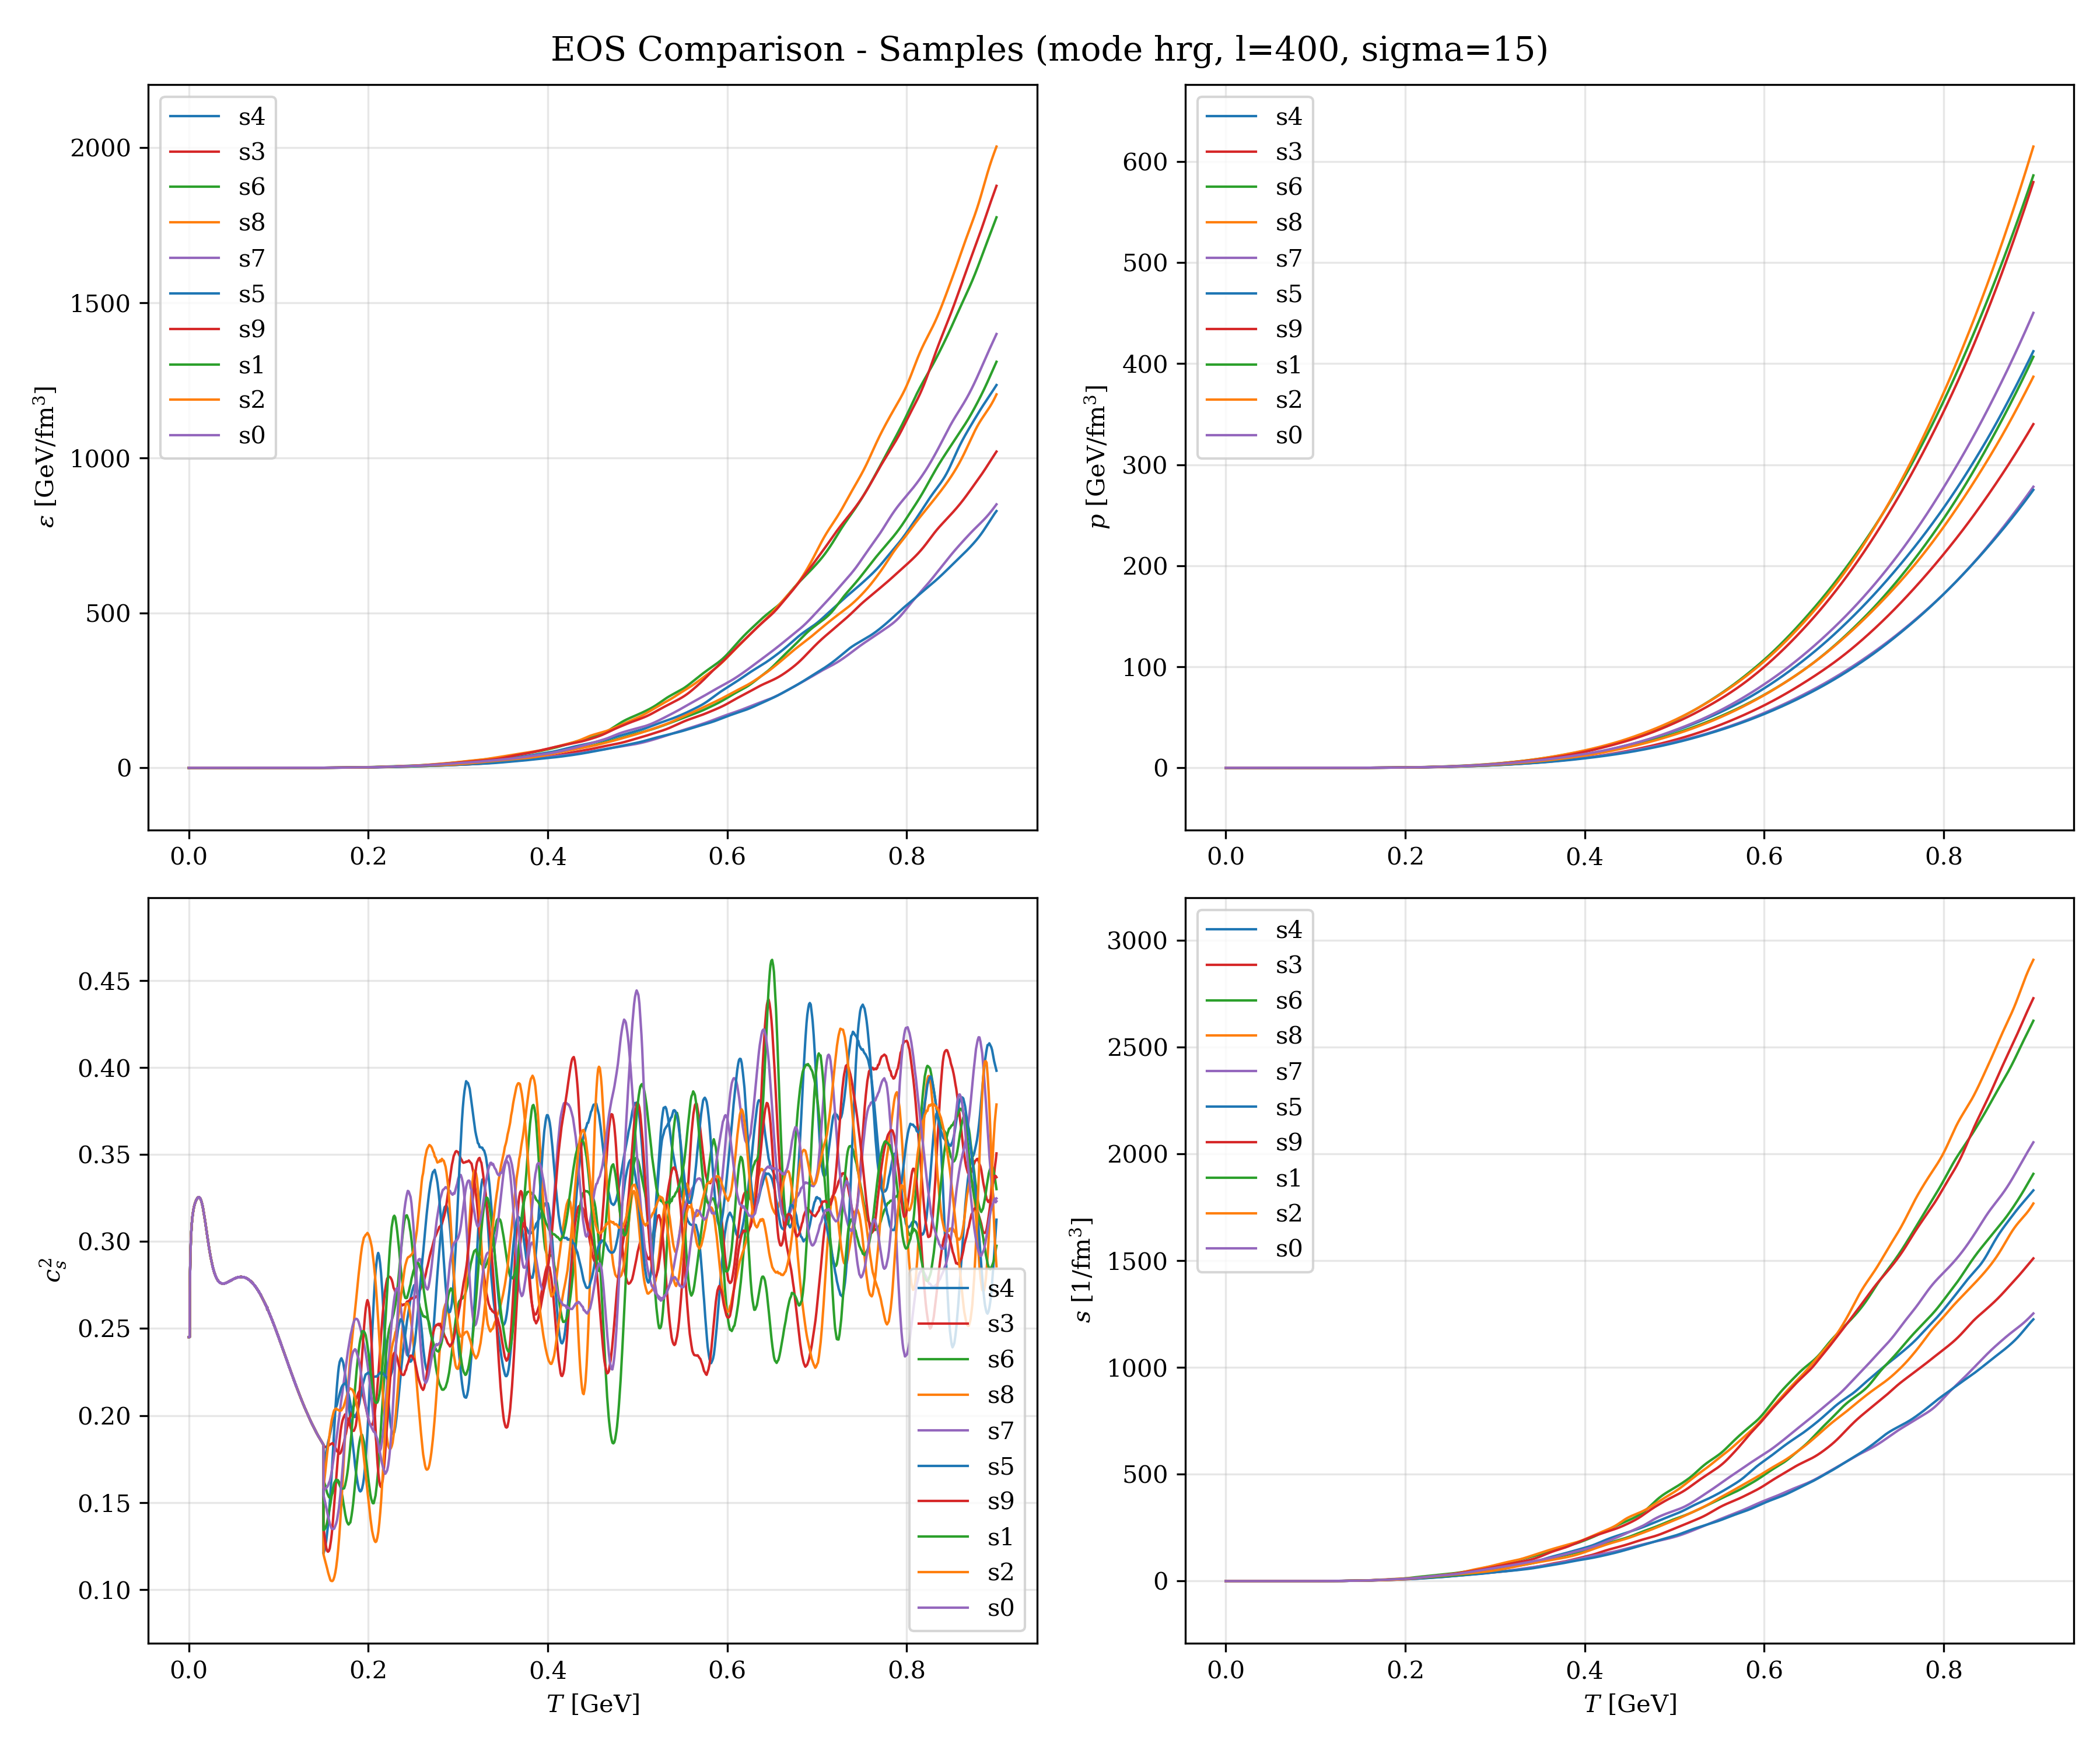 EOS Comparison - Samples (mode hrg, l=400, sigma=15)
ε [GeV/fm³]
2000
1500
1000
500
0
0.0 0.2 0.4 0.6 0.8
s4
s3
s6
s8
s7
s5
s9
s1
s2
s0
p [GeV/fm³]
600
500
400
300
200
100
0
0.0 0.2 0.4 0.6 0.8
s4
s3
s6
s8
s7
s5
s9
s1
s2
s0
c_s²
0.45
0.40
0.35
0.30
0.25
0.20
0.15
0.10
0.0 0.2 0.4 0.6 0.8
T [GeV]
s4
s3
s6
s8
s7
s5
s9
s1
s2
s0
s [1/fm³]
3000
2500
2000
1500
1000
500
0
0.0 0.2 0.4 0.6 0.8
T [GeV]
s4
s3
s6
s8
s7
s5
s9
s1
s2
s0